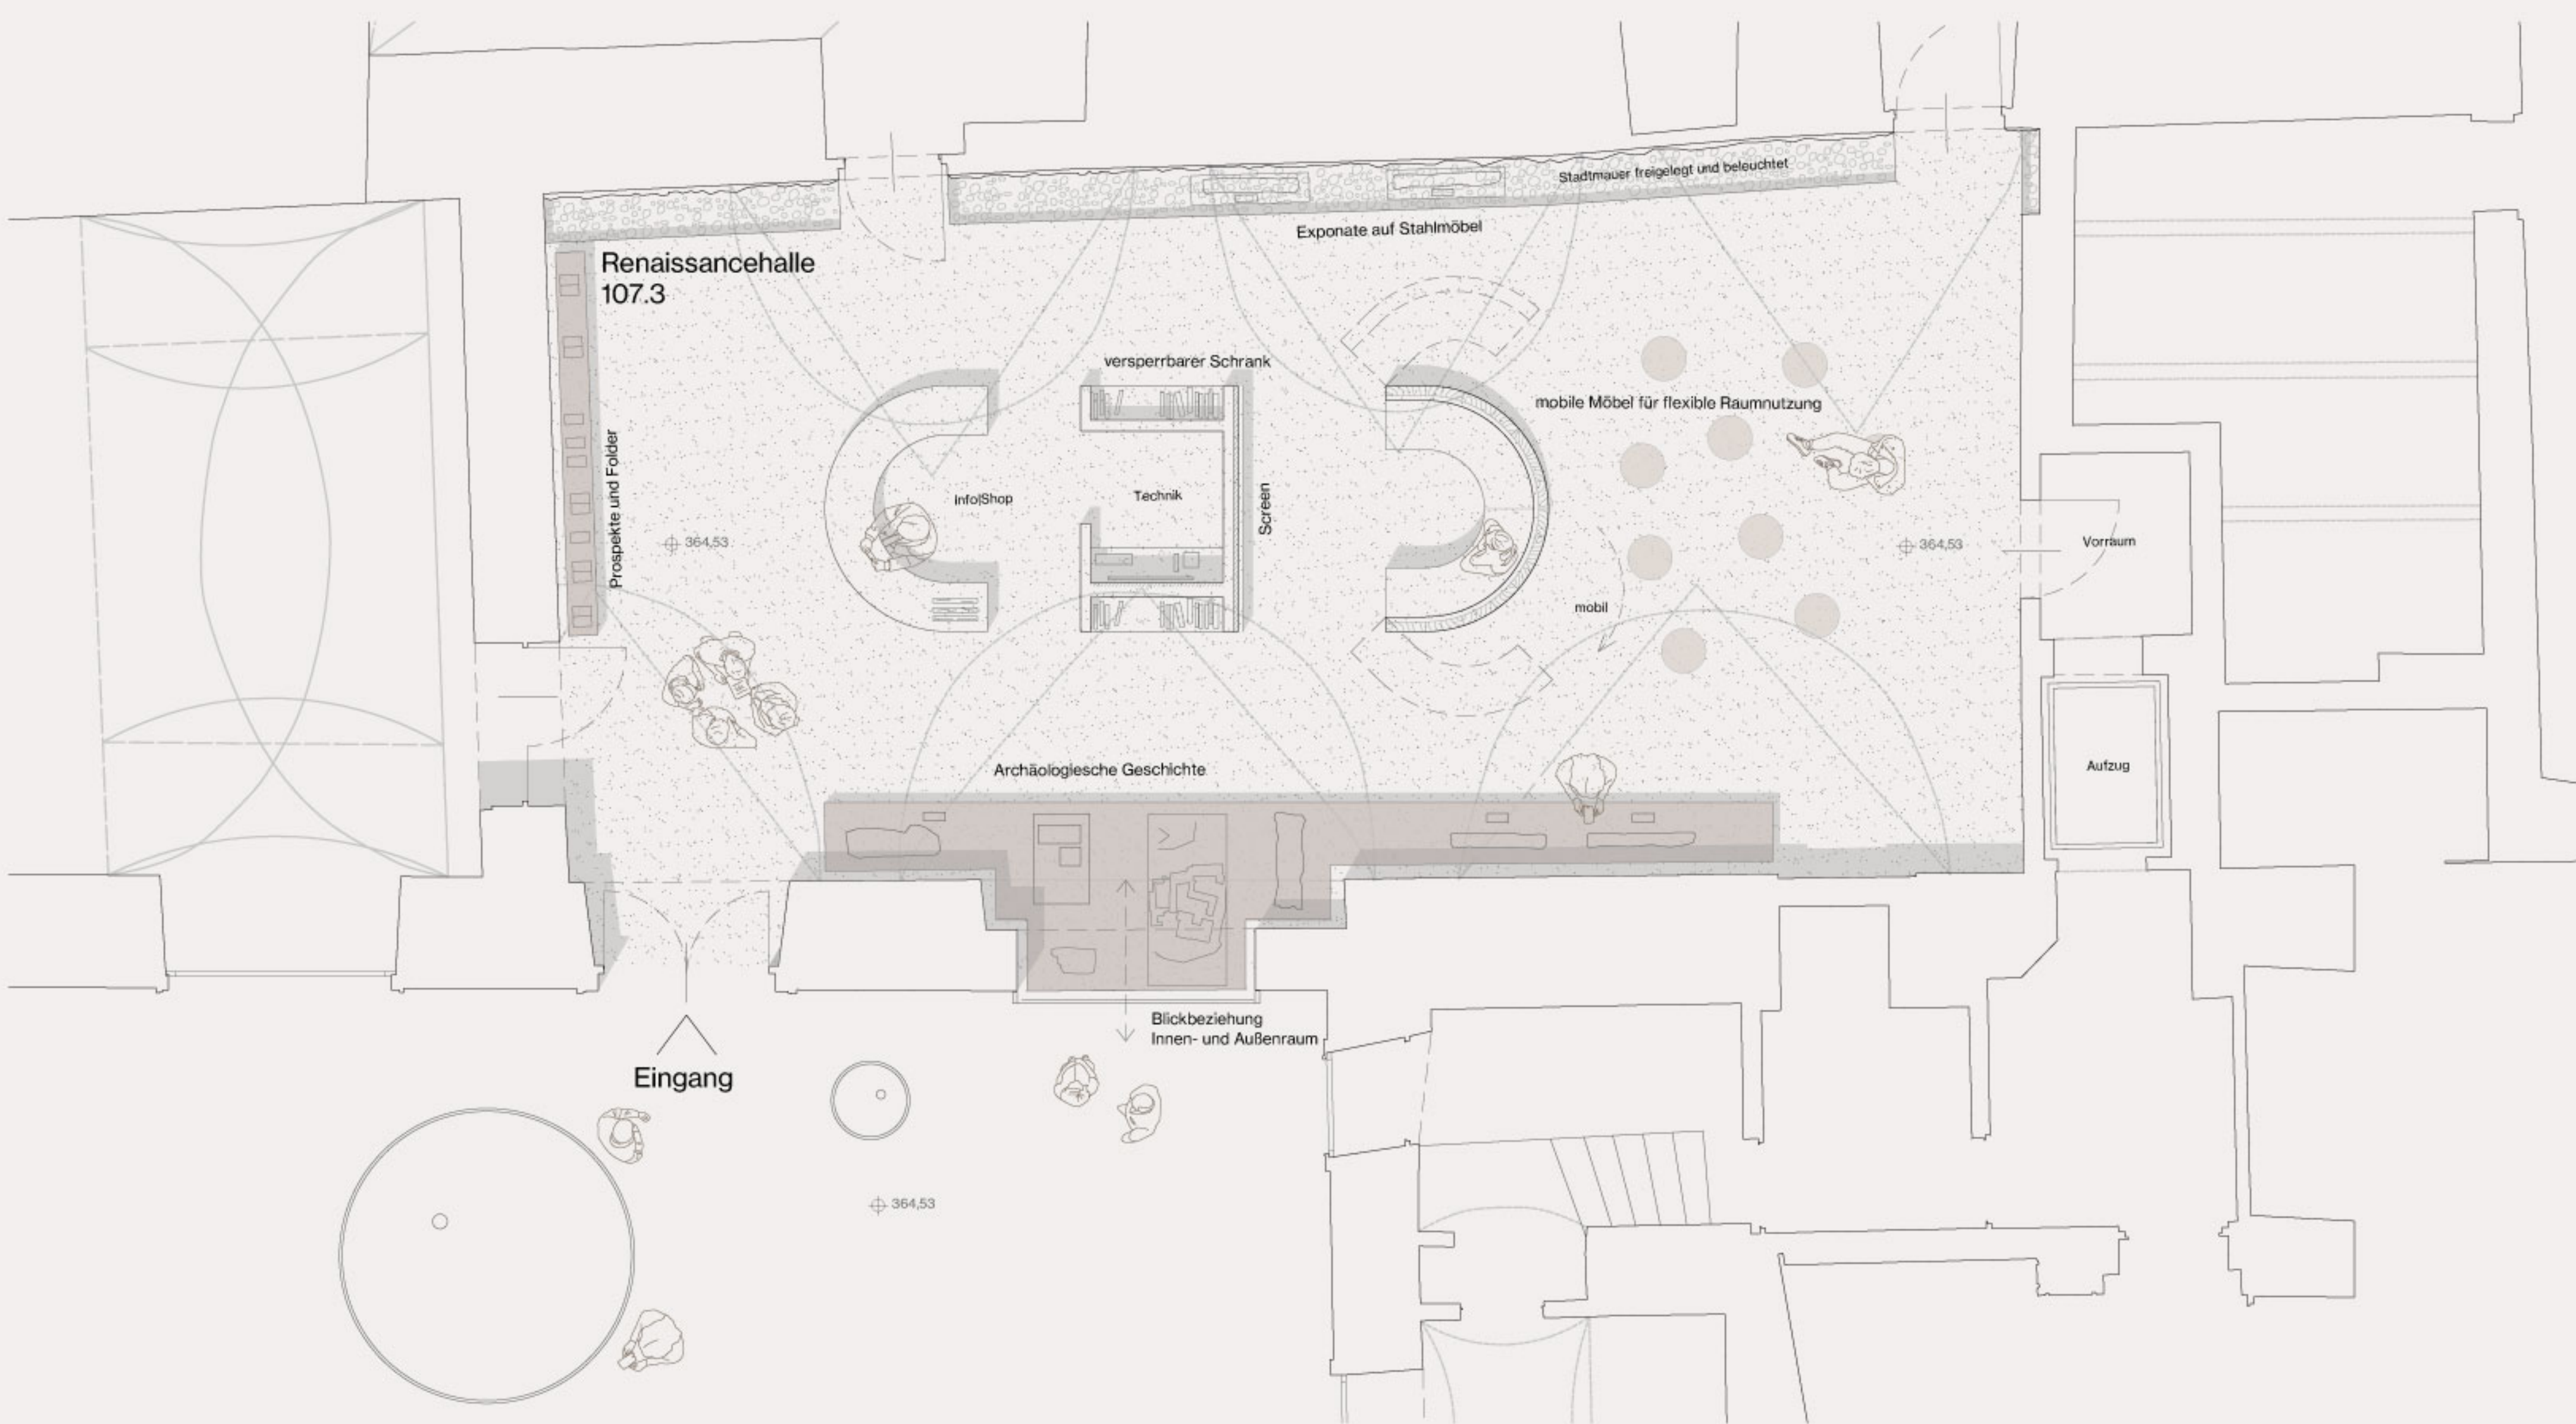 Stadtmauer freigelegt und beleuchtet
Exponate auf Stahlmöbel
Renaissancehalle
107.3
versperrbarer Schrank
mobile Möbel für flexible Raumnutzung
Prospekte und Folder
Info|Shop
Technik
Screen
364,53
364,53
Vorraum
mobil
Archäologiesche Geschichte
Aufzug
Blickbeziehung
Innen- und Außenraum
Eingang
364,53